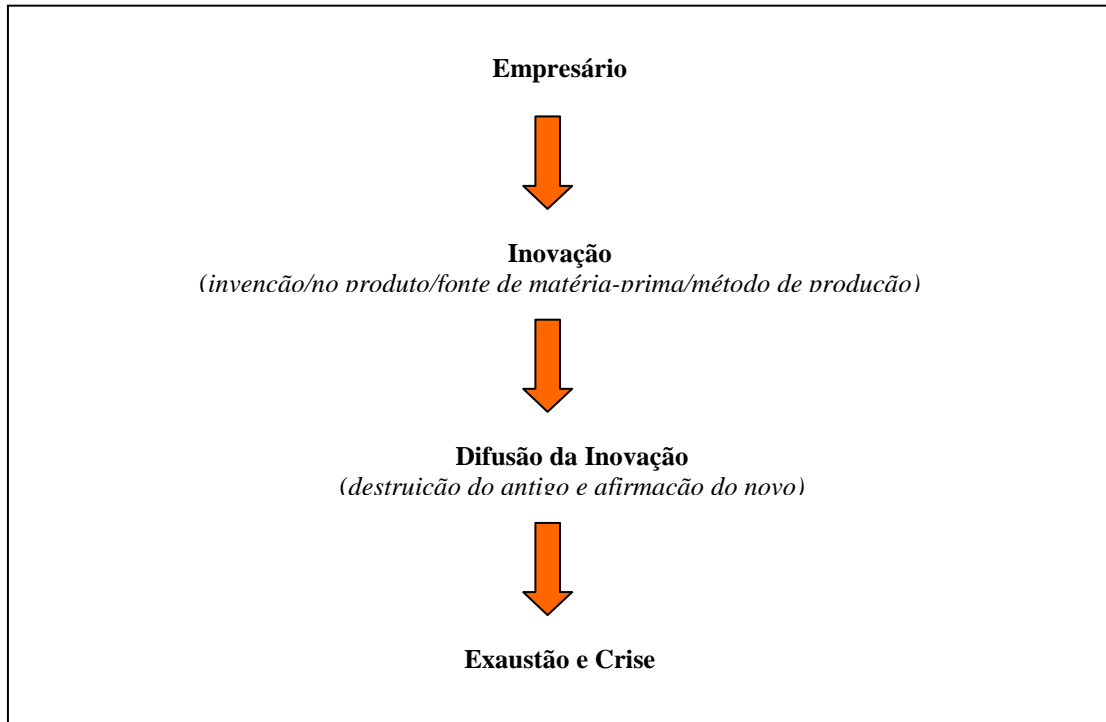 Empresário
Inovação
(invenção/no produto/fonte de matéria-prima/método de produção)
Difusão da Inovação
(destruição do antigo e afirmação do novo)
Exaustão e Crise